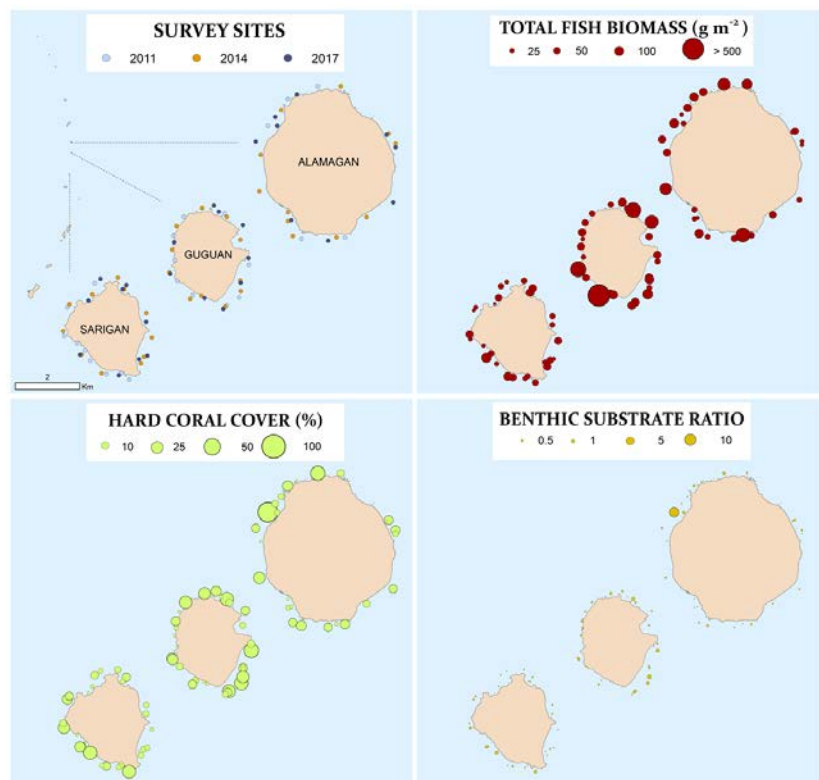 SURVEY SITES
2011 2014 2017
ALAMAGAN
GUGUAN
SARIGAN
2
Km
TOTAL FISH BIOMASS (g m⁻²)
25 50 100 > 500
HARD CORAL COVER (%)
10 25 50 100
BENTHIC SUBSTRATE RATIO
0.5 1 5 10